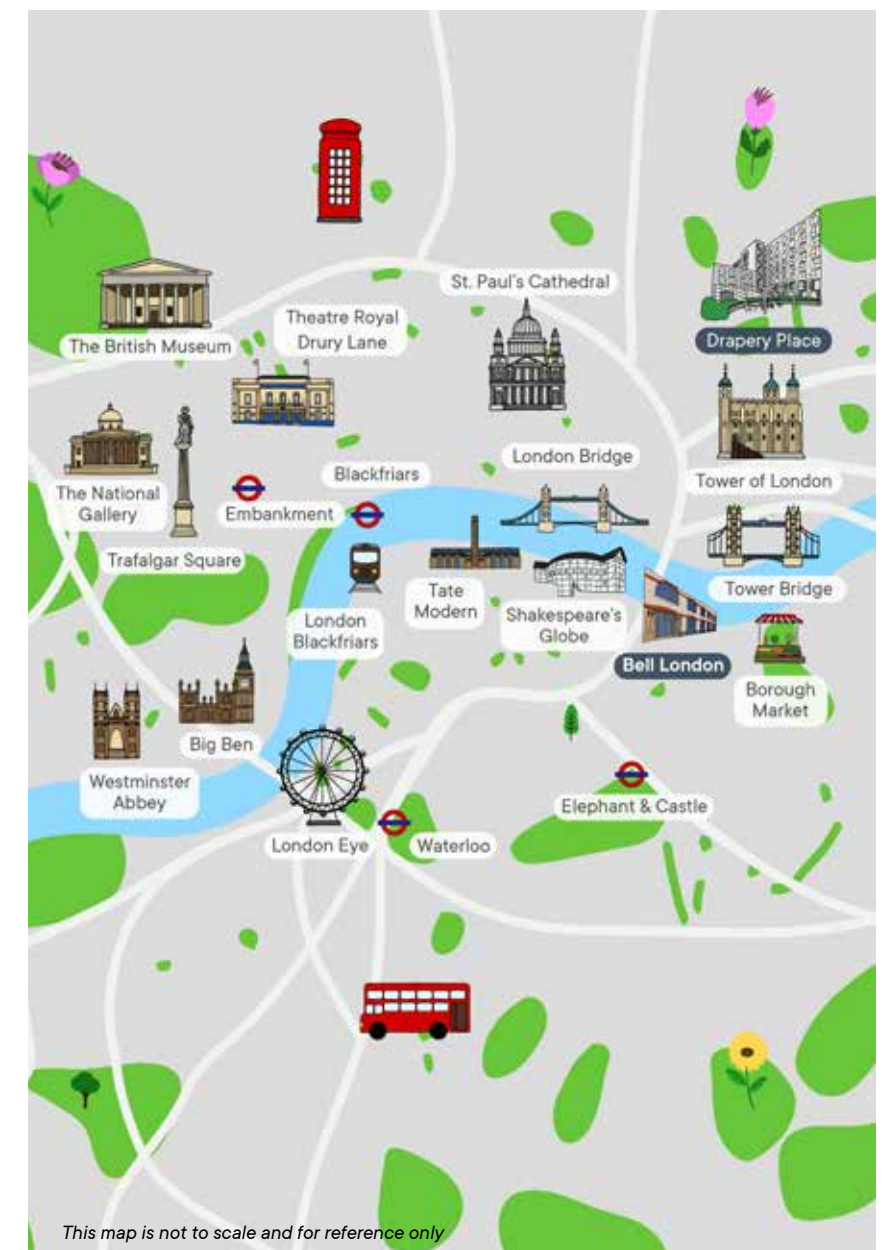 St. Paul's Cathedral
Theatre Royal
Drury Lane
The British Museum
Drapery Place
London Bridge
Blackfriars
Tower of London
The National
Gallery
Embankment
Trafalgar Square
Tate
Modern
Tower Bridge
Shakespeare's
Globe
London
Blackfriars
Bell London
Borough
Market
Big Ben
Westminster
Abbey
Elephant & Castle
London Eye
Waterloo
This map is not to scale and for reference only